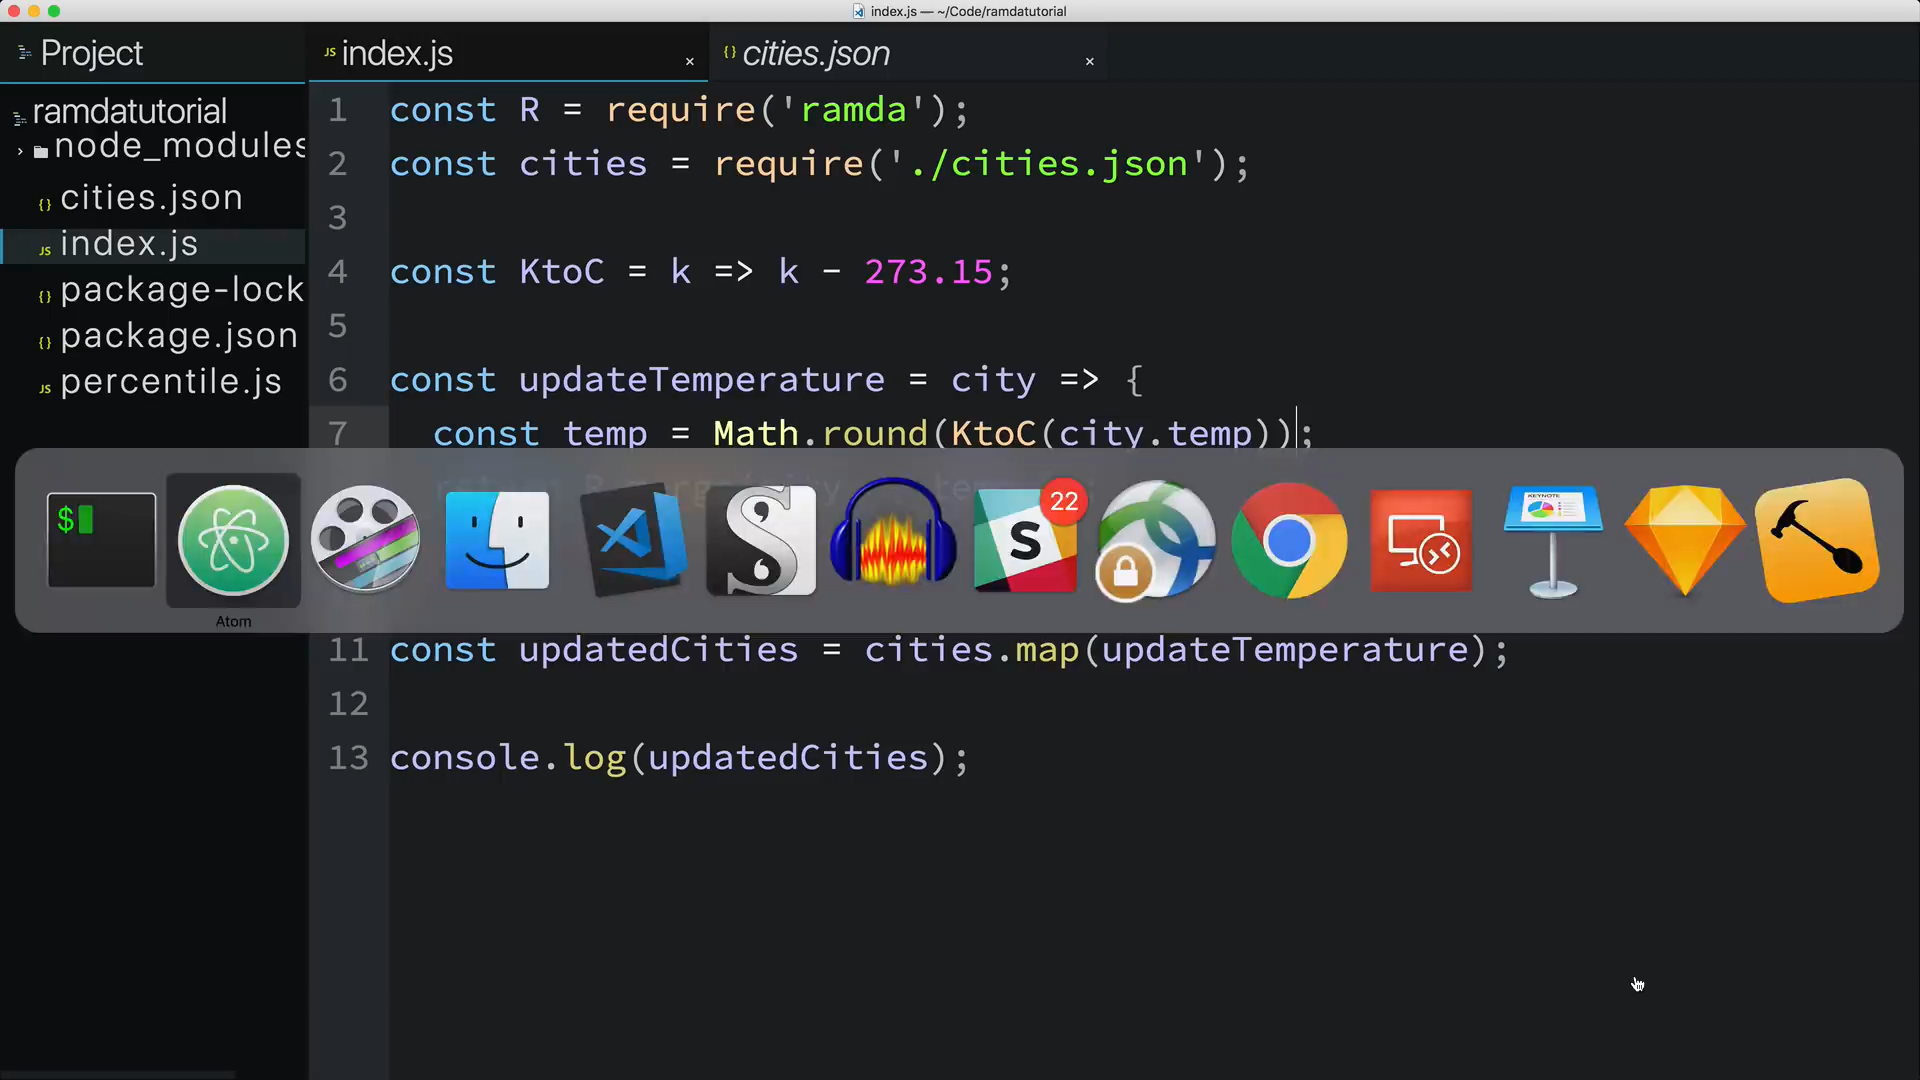 index.js — ~/Code/ramdatutorial
Project
index.js
cities.json
ramdatutorial
node_modules
cities.json
index.js
package-lock
package.json
percentile.js
1 const R = require('ramda');
2 const cities = require('./cities.json');
3
4 const KtoC = k => k - 273.15;
5
6 const updateTemperature = city => {
7 const temp = Math.round(KtoC(city.temp));
$
S
S
22
KEYNOTE
Atom
11 const updatedCities = cities.map(updateTemperature);
12
13 console.log(updatedCities);